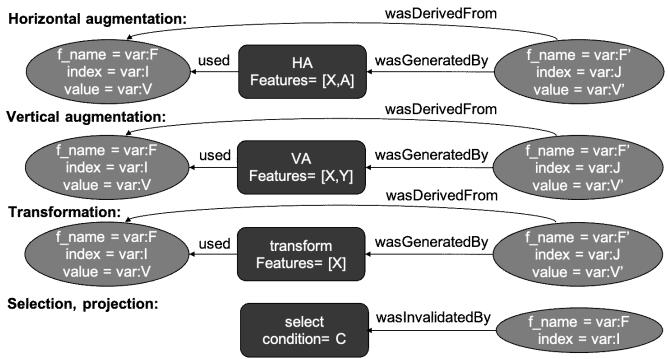 Horizontal augmentation:
wasDerivedFrom
f_name = var:F
index = var:I
value = var:V
used
HA
Features= [X,A]
wasGeneratedBy
f_name = var:F'
index = var:J
value = var:V'
Vertical augmentation:
wasDerivedFrom
f_name = var:F
index = var:I
value = var:V
used
VA
Features= [X,Y]
wasGeneratedBy
f_name = var:F'
index = var:J
value = var:V'
Transformation:
wasDerivedFrom
f_name = var:F
index = var:I
value = var:V
used
transform
Features= [X]
wasGeneratedBy
f_name = var:F'
index = var:J
value = var:V'
Selection, projection:
select
condition= C
wasInvalidatedBy
f_name = var:F
index = var:I